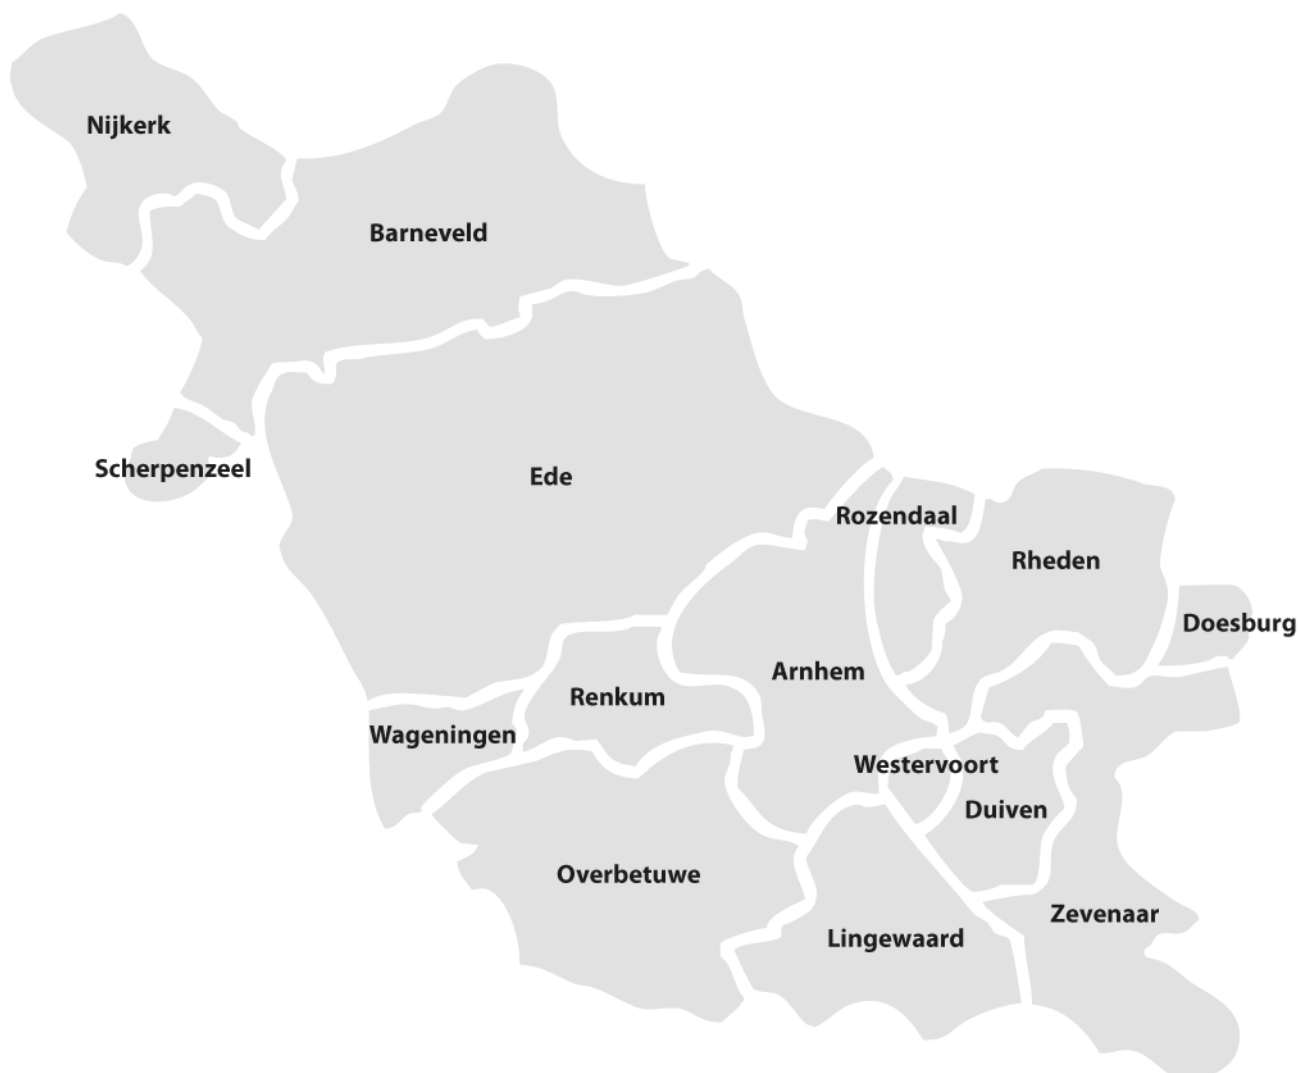 Nijkerk
Barneveld
Scherpenzeel
Ede
Rozendaal
Rheden
Doesburg
Arnhem
Renkum
Wageningen
Westervoort
Duiven
Overbetuwe
Zevenaar
Lingewaard